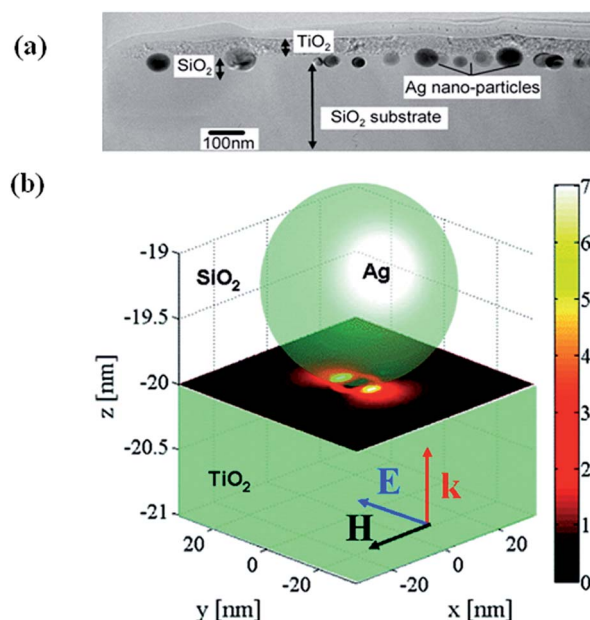 (a)
TiO2
SiO2
Ag nano-particles
SiO2 substrate
100nm
(b)
7
6
5
4
3
2
1
0
-19
-19.5
-20
-20.5
-21
z [nm]
SiO2
Ag
TiO2
E
k
H
20
0
-20
y [nm]
20
0
-20
x [nm]